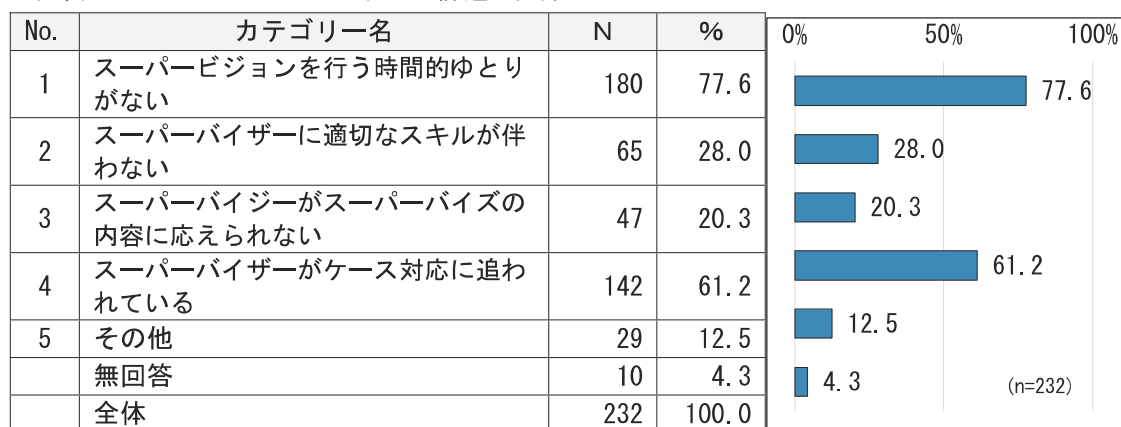 No. カテゴリー名 N %
1 スーパービジョンを行う時間的ゆとりがない 180 77.6
2 スーパーバイザーに適切なスキルが伴わない 65 28.0
3 スーパーバイジーがスーパーバイズの内容に応えられない 47 20.3
4 スーパーバイザーがケース対応に追われている 142 61.2
5 その他 29 12.5
無回答 10 4.3
全体 232 100.0
0% 50% 100%
77.6
28.0
20.3
61.2
12.5
4.3 (n=232)